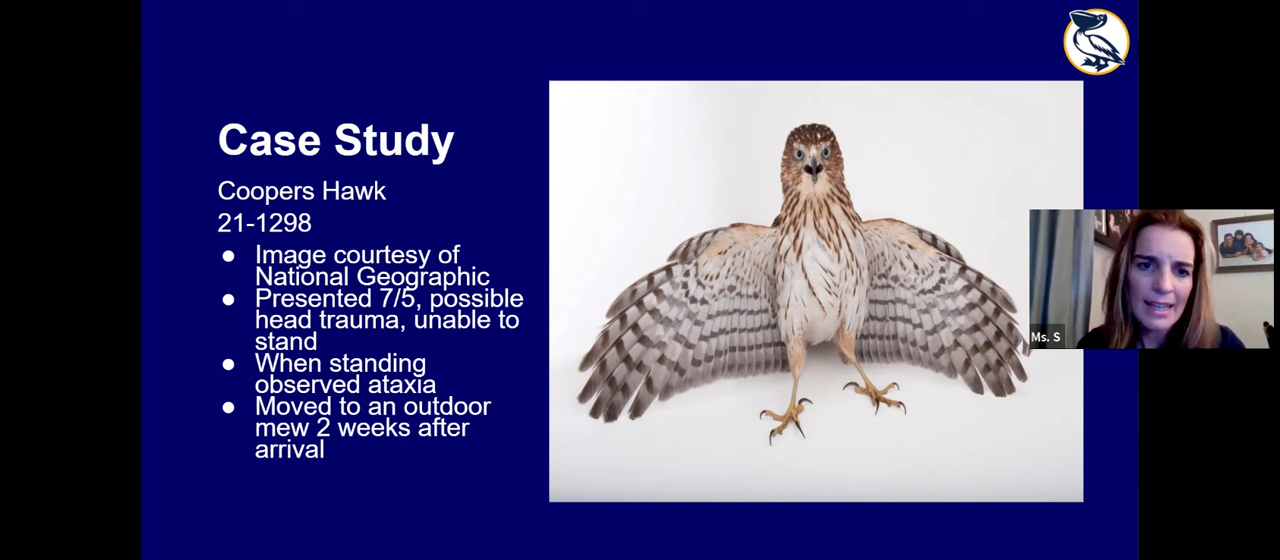 Case Study
Coopers Hawk
21-1298
● Image courtesy of
National Geographic
● Presented 7/5, possible
head trauma, unable to
stand
● When standing
observed ataxia
● Moved to an outdoor
mew 2 weeks after
arrival
Ms. S